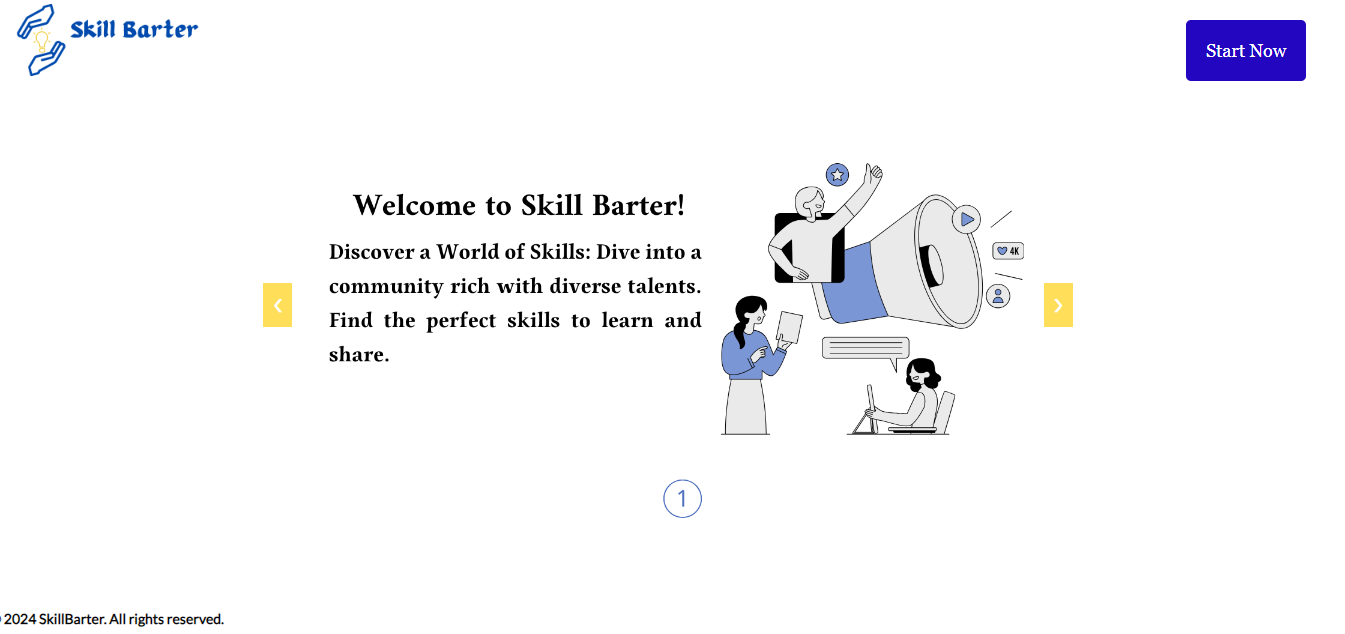 Skill Barter
Start Now
Welcome to Skill Barter!
Discover a World of Skills: Dive into a
community rich with diverse talents.
Find the perfect skills to learn and
share.
4K
‹
›
1
© 2024 SkillBarter. All rights reserved.